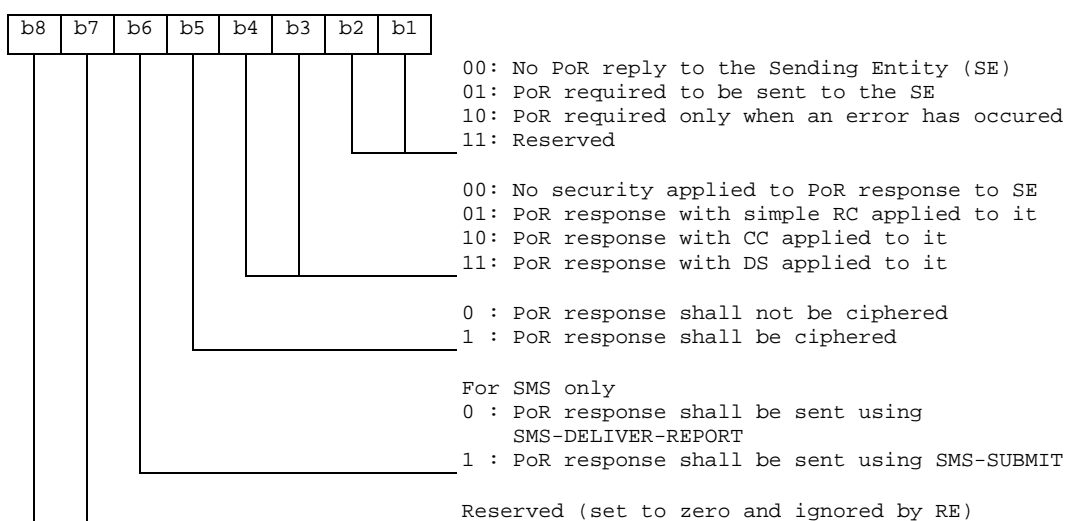 b8 b7 b6 b5 b4 b3 b2 b1
00: No PoR reply to the Sending Entity (SE)
01: PoR required to be sent to the SE
10: PoR required only when an error has occured
11: Reserved
00: No security applied to PoR response to SE
01: PoR response with simple RC applied to it
10: PoR response with CC applied to it
11: PoR response with DS applied to it
0 : PoR response shall not be ciphered
1 : PoR response shall be ciphered
For SMS only
0 : PoR response shall be sent using
SMS-DELIVER-REPORT
1 : PoR response shall be sent using SMS-SUBMIT
Reserved (set to zero and ignored by RE)